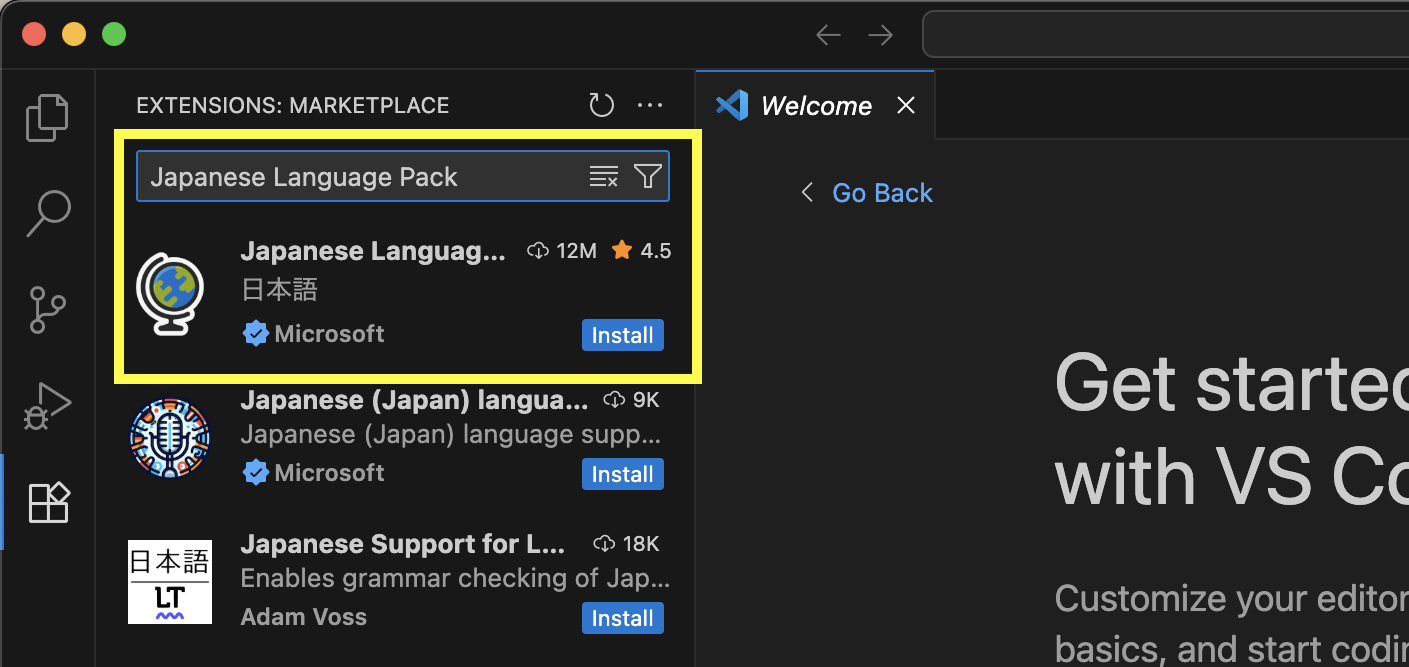 EXTENSIONS: MARKETPLACE
Welcome
Japanese Language Pack
Go Back
Japanese Languag... 12M 4.5
日本語
Microsoft
Install
Japanese (Japan) langua... 9K
Japanese (Japan) language supp...
Microsoft
Install
日本語
LT
Japanese Support for L... 18K
Enables grammar checking of Jap...
Adam Voss
Install
Get started
with VS Co
Customize your editor
basics, and start codin